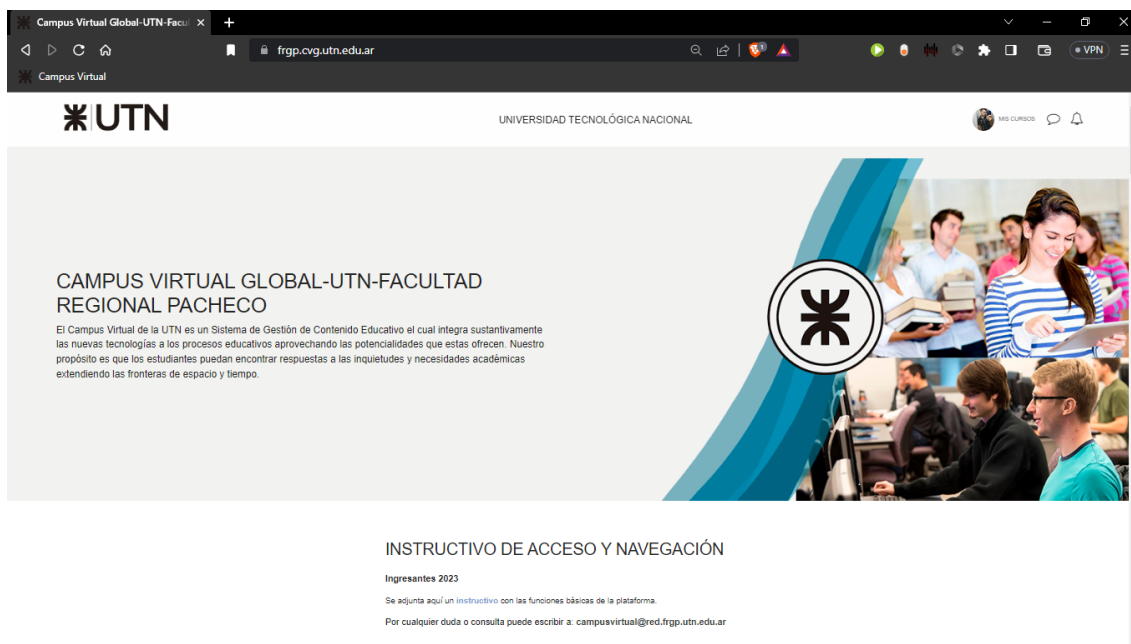 Campus Virtual Global-UTN-Facul
frgp.cvg.utn.edu.ar
VPN
Campus Virtual
UTN
UNIVERSIDAD TECNOLÓGICA NACIONAL
MIS CURSOS
CAMPUS VIRTUAL GLOBAL-UTN-FACULTAD
REGIONAL PACHECO
El Campus Virtual de la UTN es un Sistema de Gestión de Contenido Educativo el cual integra sustantivamente
las nuevas tecnologías a los procesos educativos aprovechando las potencialidades que estas ofrecen. Nuestro
propósito es que los estudiantes puedan encontrar respuestas a las inquietudes y necesidades académicas
extendiendo las fronteras de espacio y tiempo.
INSTRUCTIVO DE ACCESO Y NAVEGACIÓN
Ingresantes 2023
Se adjunta aquí un instructivo con las funciones básicas de la plataforma.
Por cualquier duda o consulta puede escribir a: campusvirtual@red.frgp.utn.edu.ar